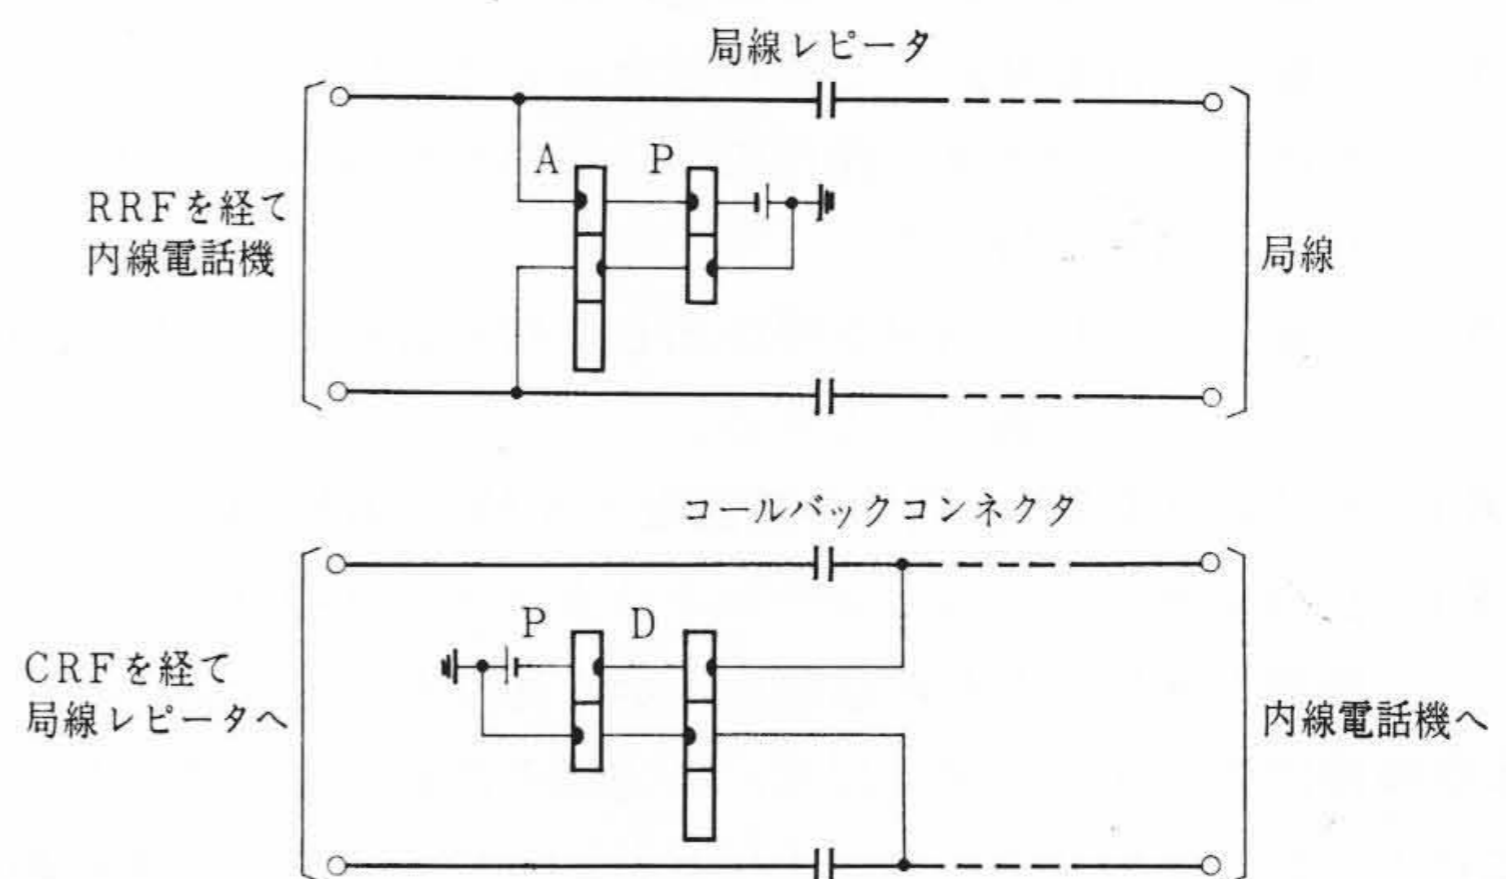 局線レピータ
A
P
RRFを経て
内線電話機
局線
コールバックコンネクタ
P
D
CRFを経て
局線レピータへ
内線電話機へ